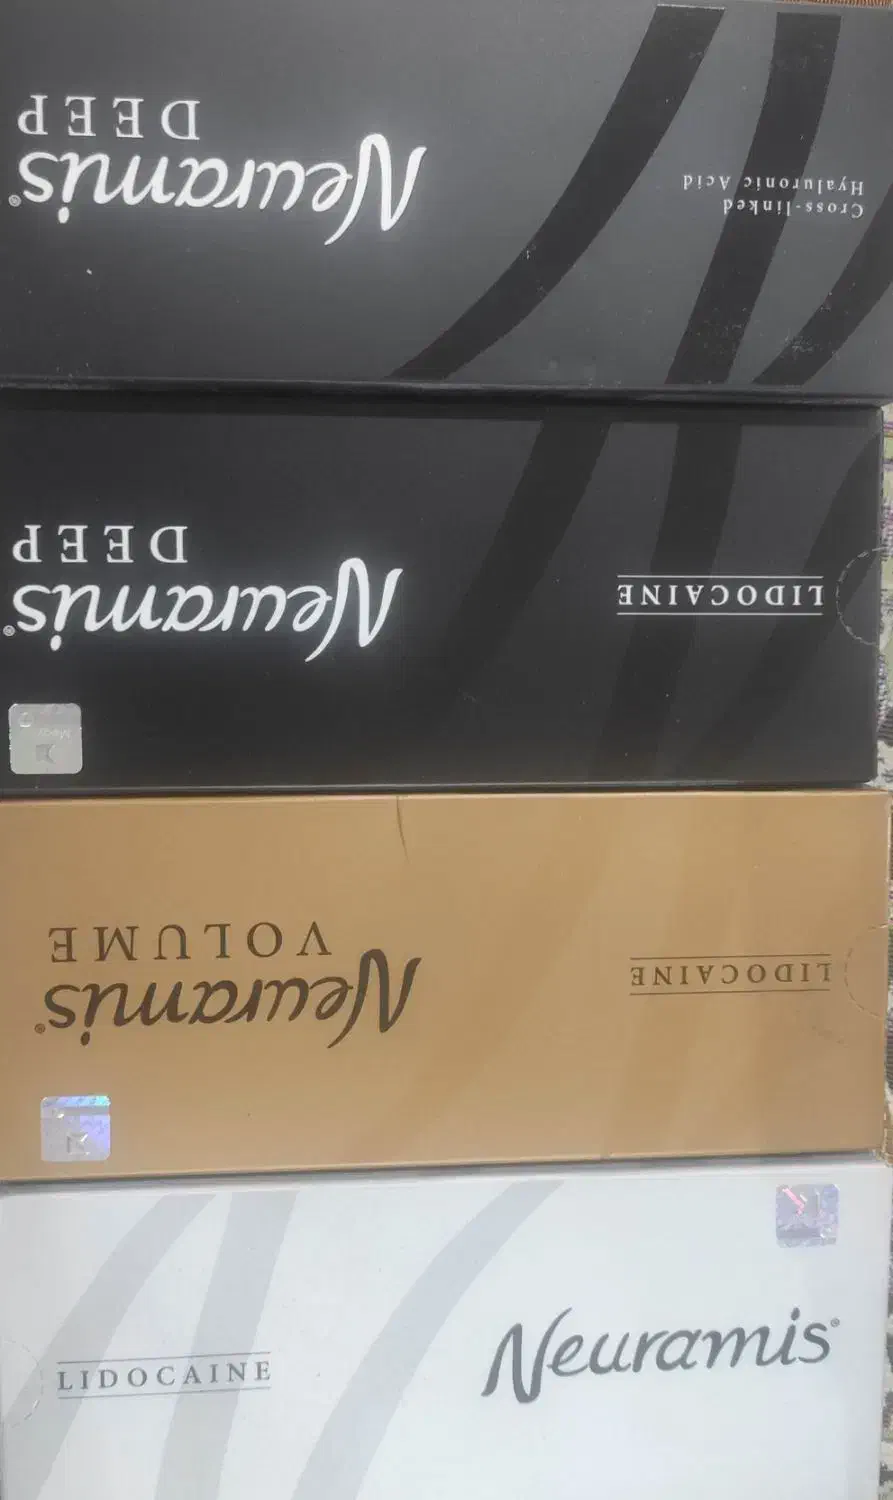 Neuramis®
DEEP
Cross-linked
Hyaluronic Acid
Neuramis®
DEEP
LIDOCAINE
Neuramis®
VOLUME
LIDOCAINE
LIDOCAINE
Neuramis®